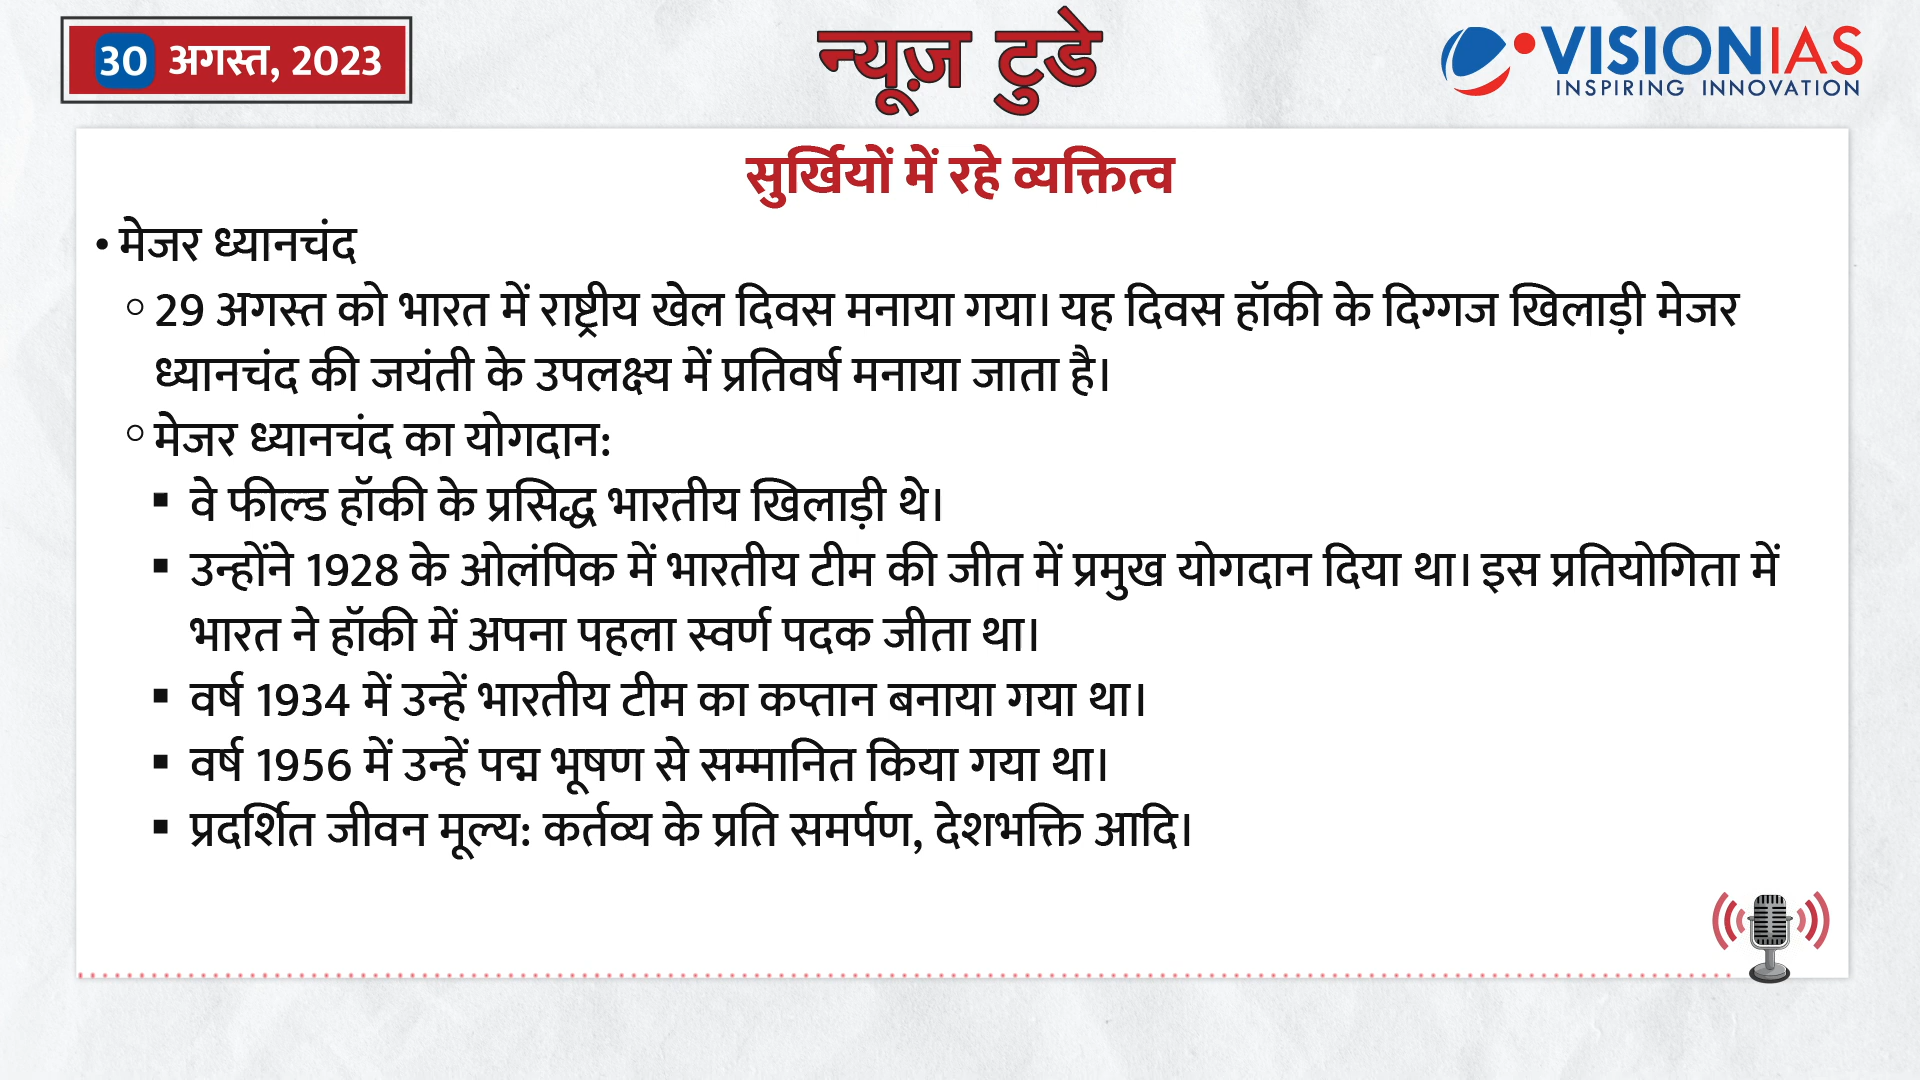 30 अगस्त, 2023
न्यूज़ टुडे
VISIONIAS
INSPIRING INNOVATION
सुर्ख़ियों में रहे व्यक्तित्व
• मेजर ध्यानचंद
○ 29 अगस्त को भारत में राष्ट्रीय खेल दिवस मनाया गया। यह दिवस हॉकी के दिग्गज खिलाड़ी मेजर
ध्यानचंद की जयंती के उपलक्ष्य में प्रतिवर्ष मनाया जाता है।
○ मेजर ध्यानचंद का योगदान:
▪ वे फील्ड हॉकी के प्रसिद्ध भारतीय खिलाड़ी थे।
▪ उन्होंने 1928 के ओलंपिक में भारतीय टीम की जीत में प्रमुख योगदान दिया था। इस प्रतियोगिता में
भारत ने हॉकी में अपना पहला स्वर्ण पदक जीता था।
▪ वर्ष 1934 में उन्हें भारतीय टीम का कप्तान बनाया गया था।
▪ वर्ष 1956 में उन्हें पद्म भूषण से सम्मानित किया गया था।
▪ प्रदर्शित जीवन मूल्य: कर्तव्य के प्रति समर्पण, देशभक्ति आदि।